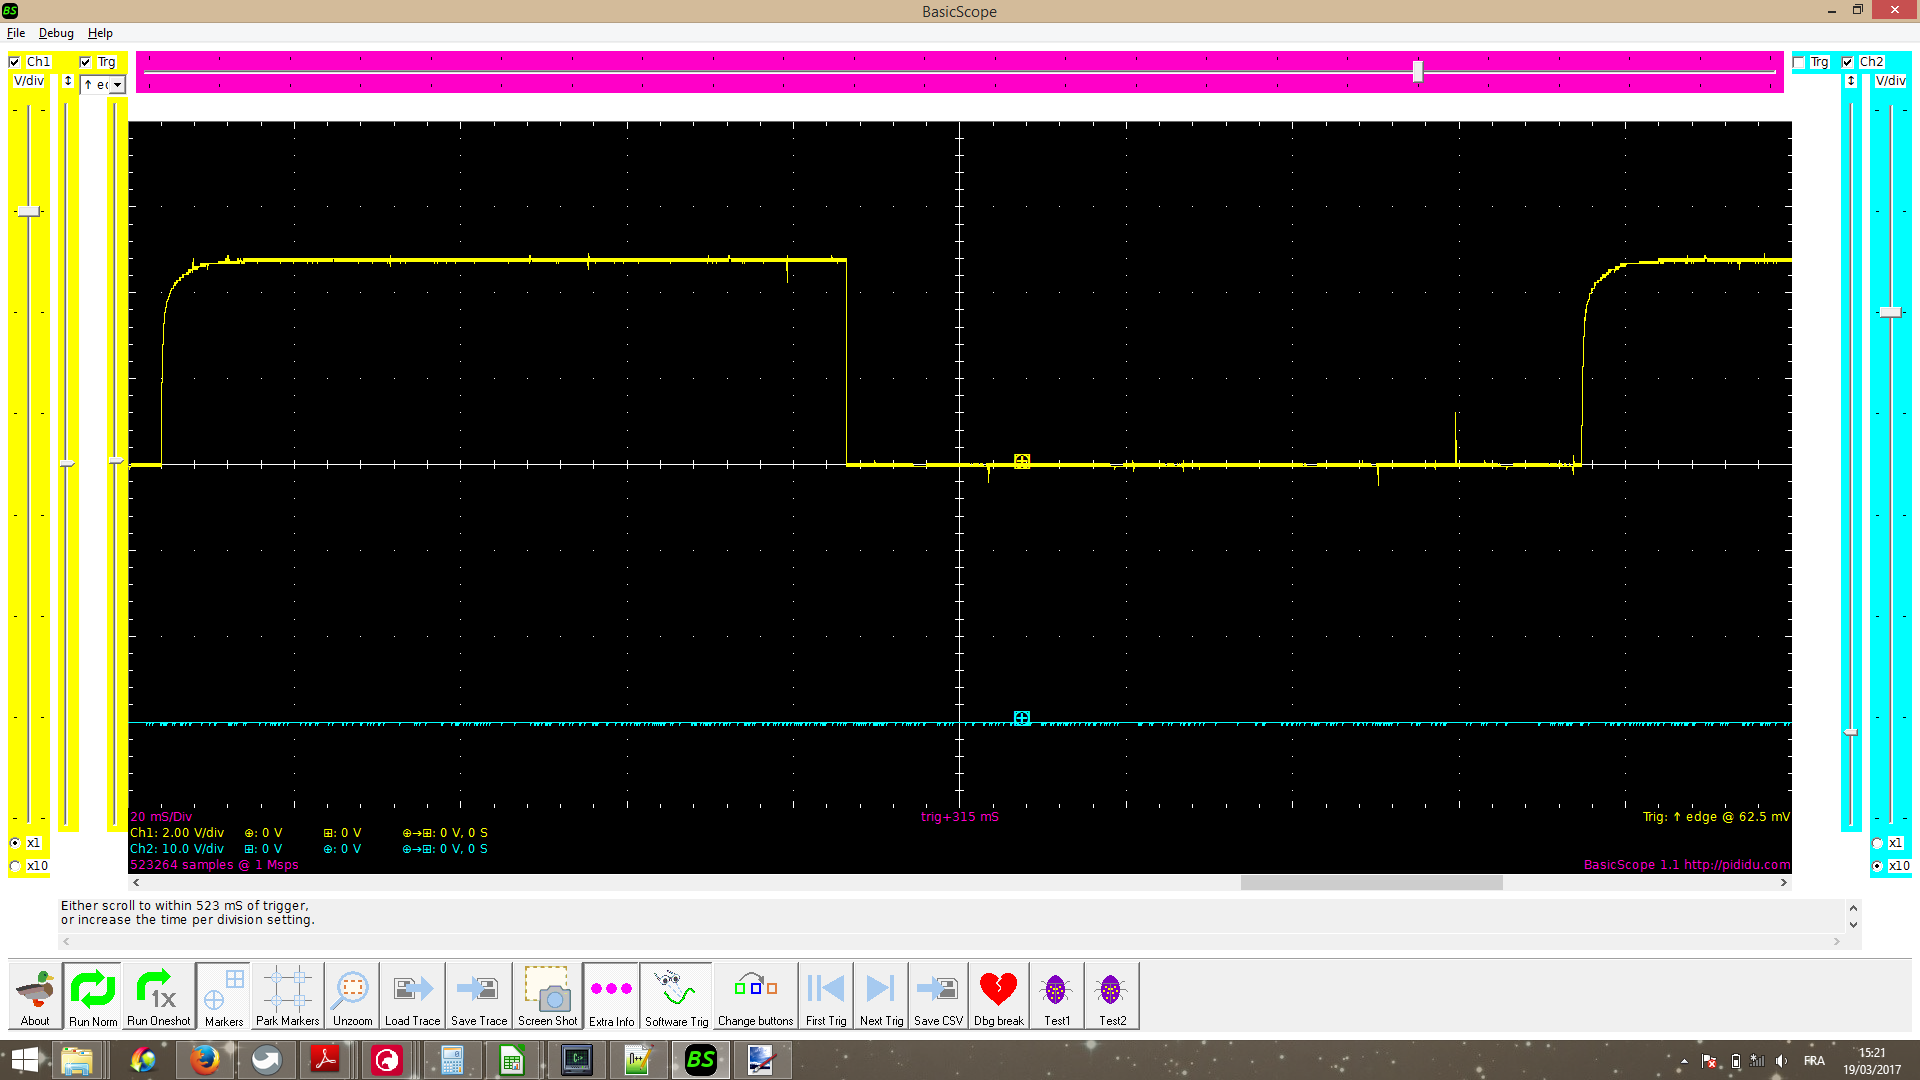 BS
BasicScope
File Debug Help
Ch1 Trg
Trg Ch2
V/div ↕
↕ V/div
↑ ec
20 mS/Div
trig+315 mS
Trig: ↑ edge @ 62.5 mV
Ch1: 2.00 V/div ⊕: 0 V ⊞: 0 V ⊕→⊞: 0 V, 0 S
Ch2: 10.0 V/div ⊞: 0 V ⊕: 0 V ⊕→⊞: 0 V, 0 S
523264 samples @ 1 Msps
BasicScope 1.1 http://pididu.com
x1
x10
x1
x10
Either scroll to within 523 mS of trigger,
or increase the time per division setting.
1x
About Run Norm Run Oneshot Markers Park Markers Unzoom Load Trace Save Trace Screen Shot Extra Info Software Trig Change buttons First Trig Next Trig Save CSV Dbg break Test1 Test2
BS
FRA
15:21
19/03/2017